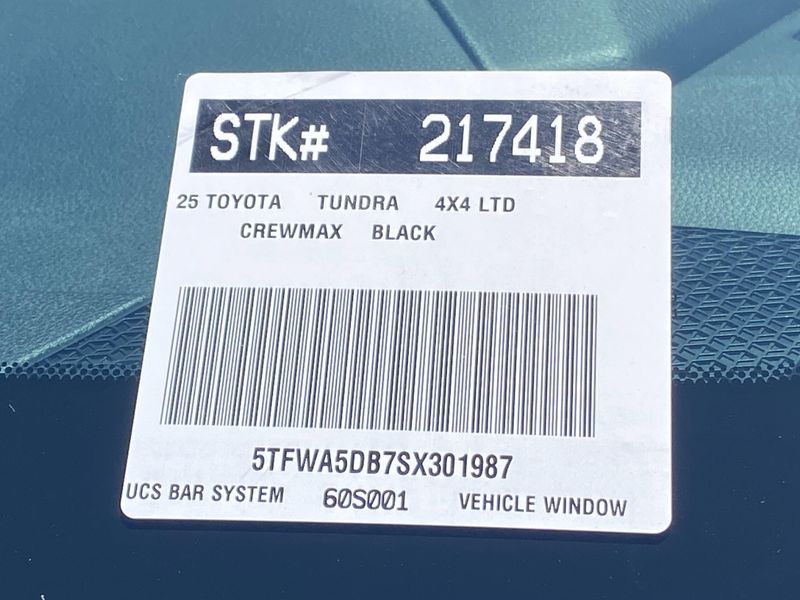 STK# 217418
25 TOYOTA TUNDRA 4X4 LTD
CREWMAX BLACK
5TFWA5DB7SX301987
UCS BAR SYSTEM 60S001 VEHICLE WINDOW